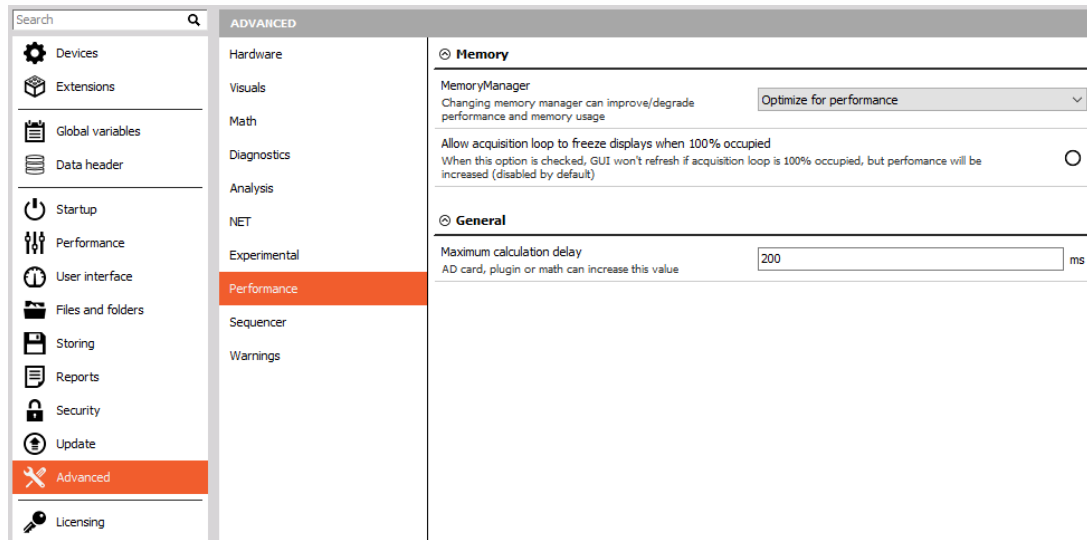 Search
Devices
Extensions
Global variables
Data header
Startup
Performance
User interface
Files and folders
Storing
Reports
Security
Update
Advanced
Licensing
ADVANCED
Hardware
Visuals
Math
Diagnostics
Analysis
NET
Experimental
Performance
Sequencer
Warnings
Memory
MemoryManager
Changing memory manager can improve/degrade
performance and memory usage
Optimize for performance
Allow acquisition loop to freeze displays when 100% occupied
When this option is checked, GUI won't refresh if acquisition loop is 100% occupied, but perfomance will be
increased (disabled by default)
General
Maximum calculation delay
AD card, plugin or math can increase this value
200
ms